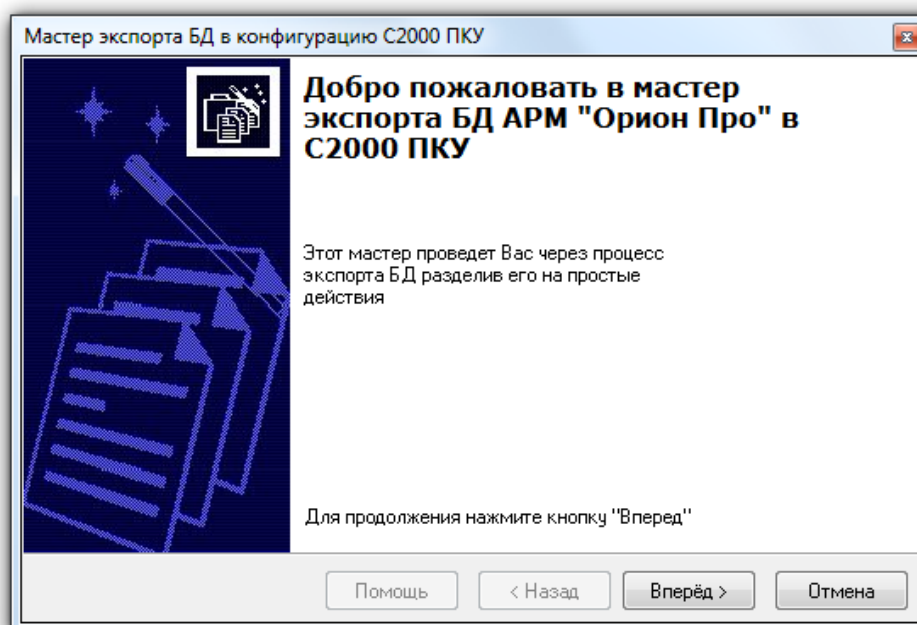 Мастер экспорта БД в конфигурацию С2000 ПКУ
Добро пожаловать в мастер
экспорта БД АРМ "Орион Про" в
С2000 ПКУ
Этот мастер проведет Вас через процесс
экспорта БД разделив его на простые
действия
Для продолжения нажмите кнопку "Вперед"
Помощь
< Назад
Вперёд >
Отмена